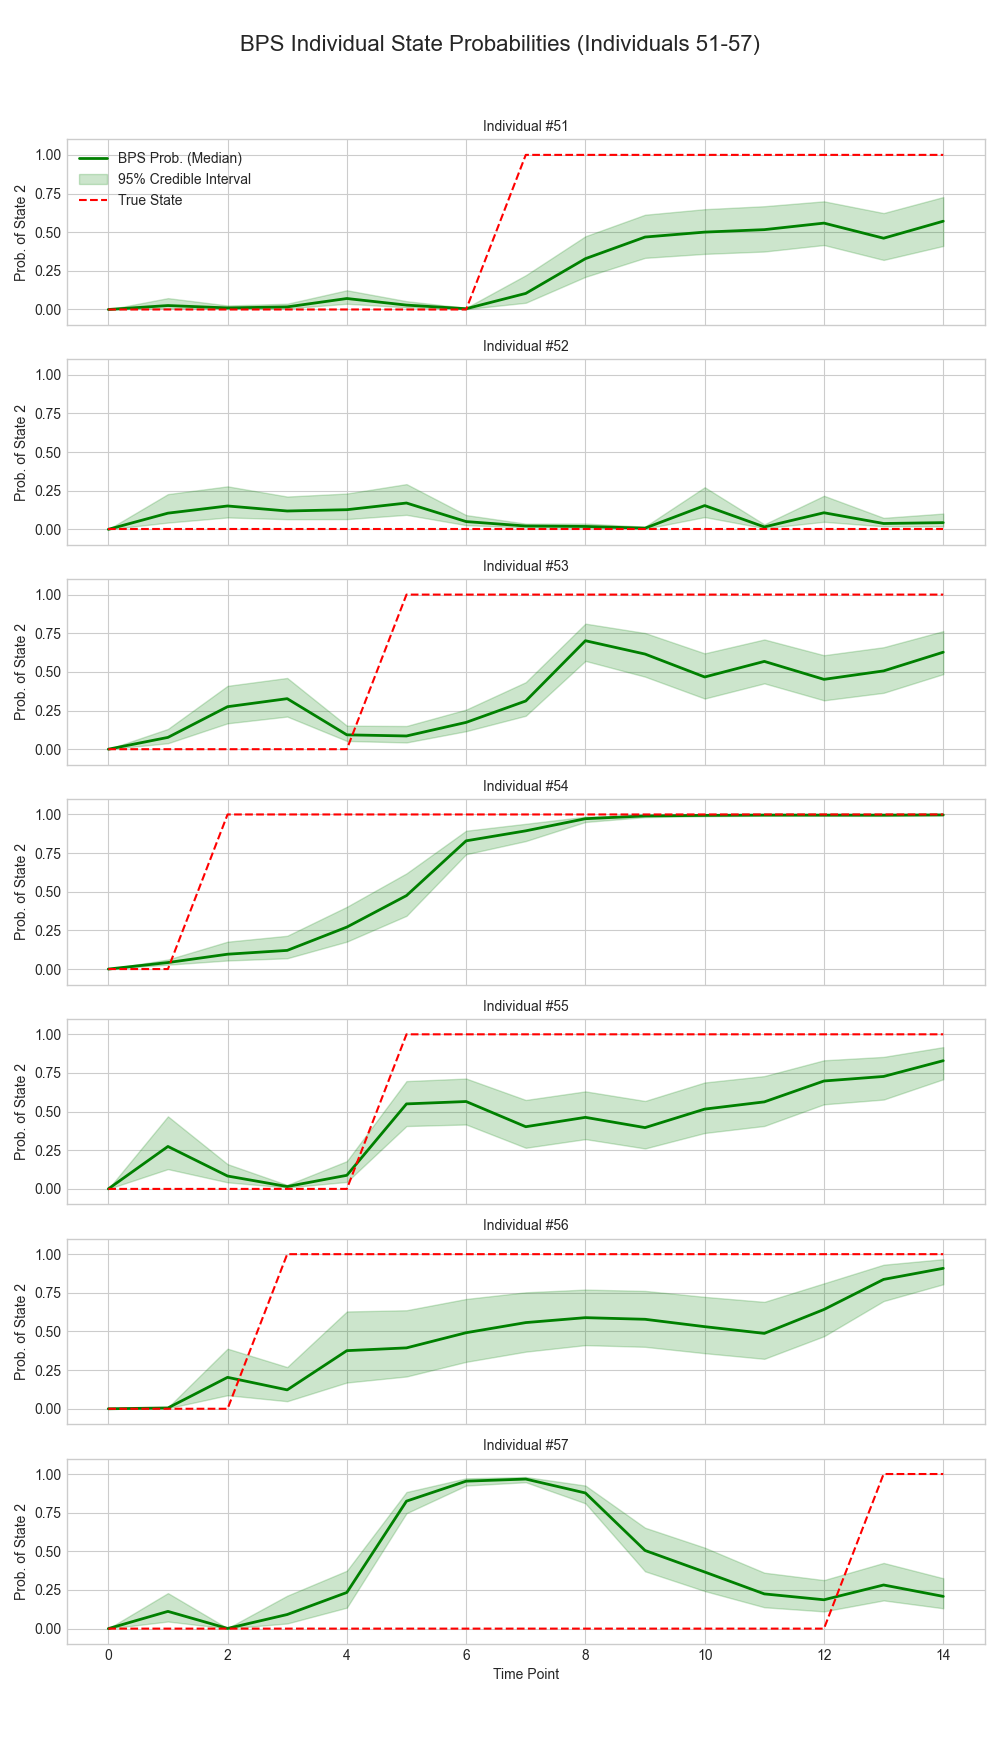 BPS Individual State Probabilities (Individuals 51-57)
Individual #51
BPS Prob. (Median)
95% Credible Interval
True State
Prob. of State 2
1.00
0.75
0.50
0.25
0.00
Individual #52
Prob. of State 2
1.00
0.75
0.50
0.25
0.00
Individual #53
Prob. of State 2
1.00
0.75
0.50
0.25
0.00
Individual #54
Prob. of State 2
1.00
0.75
0.50
0.25
0.00
Individual #55
Prob. of State 2
1.00
0.75
0.50
0.25
0.00
Individual #56
Prob. of State 2
1.00
0.75
0.50
0.25
0.00
Individual #57
Prob. of State 2
1.00
0.75
0.50
0.25
0.00
0 2 4 6 8 10 12 14
Time Point